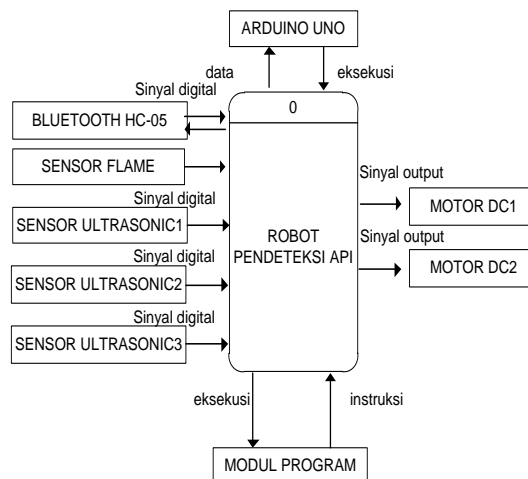 ARDUINO UNO
data
eksekusi
Sinyal digital
BLUETOOTH HC-05
0
SENSOR FLAME
Sinyal digital
SENSOR ULTRASONIC1
Sinyal digital
SENSOR ULTRASONIC2
Sinyal digital
SENSOR ULTRASONIC3
ROBOT
PENDETEKSI API
Sinyal output
MOTOR DC1
Sinyal output
MOTOR DC2
eksekusi
instruksi
MODUL PROGRAM